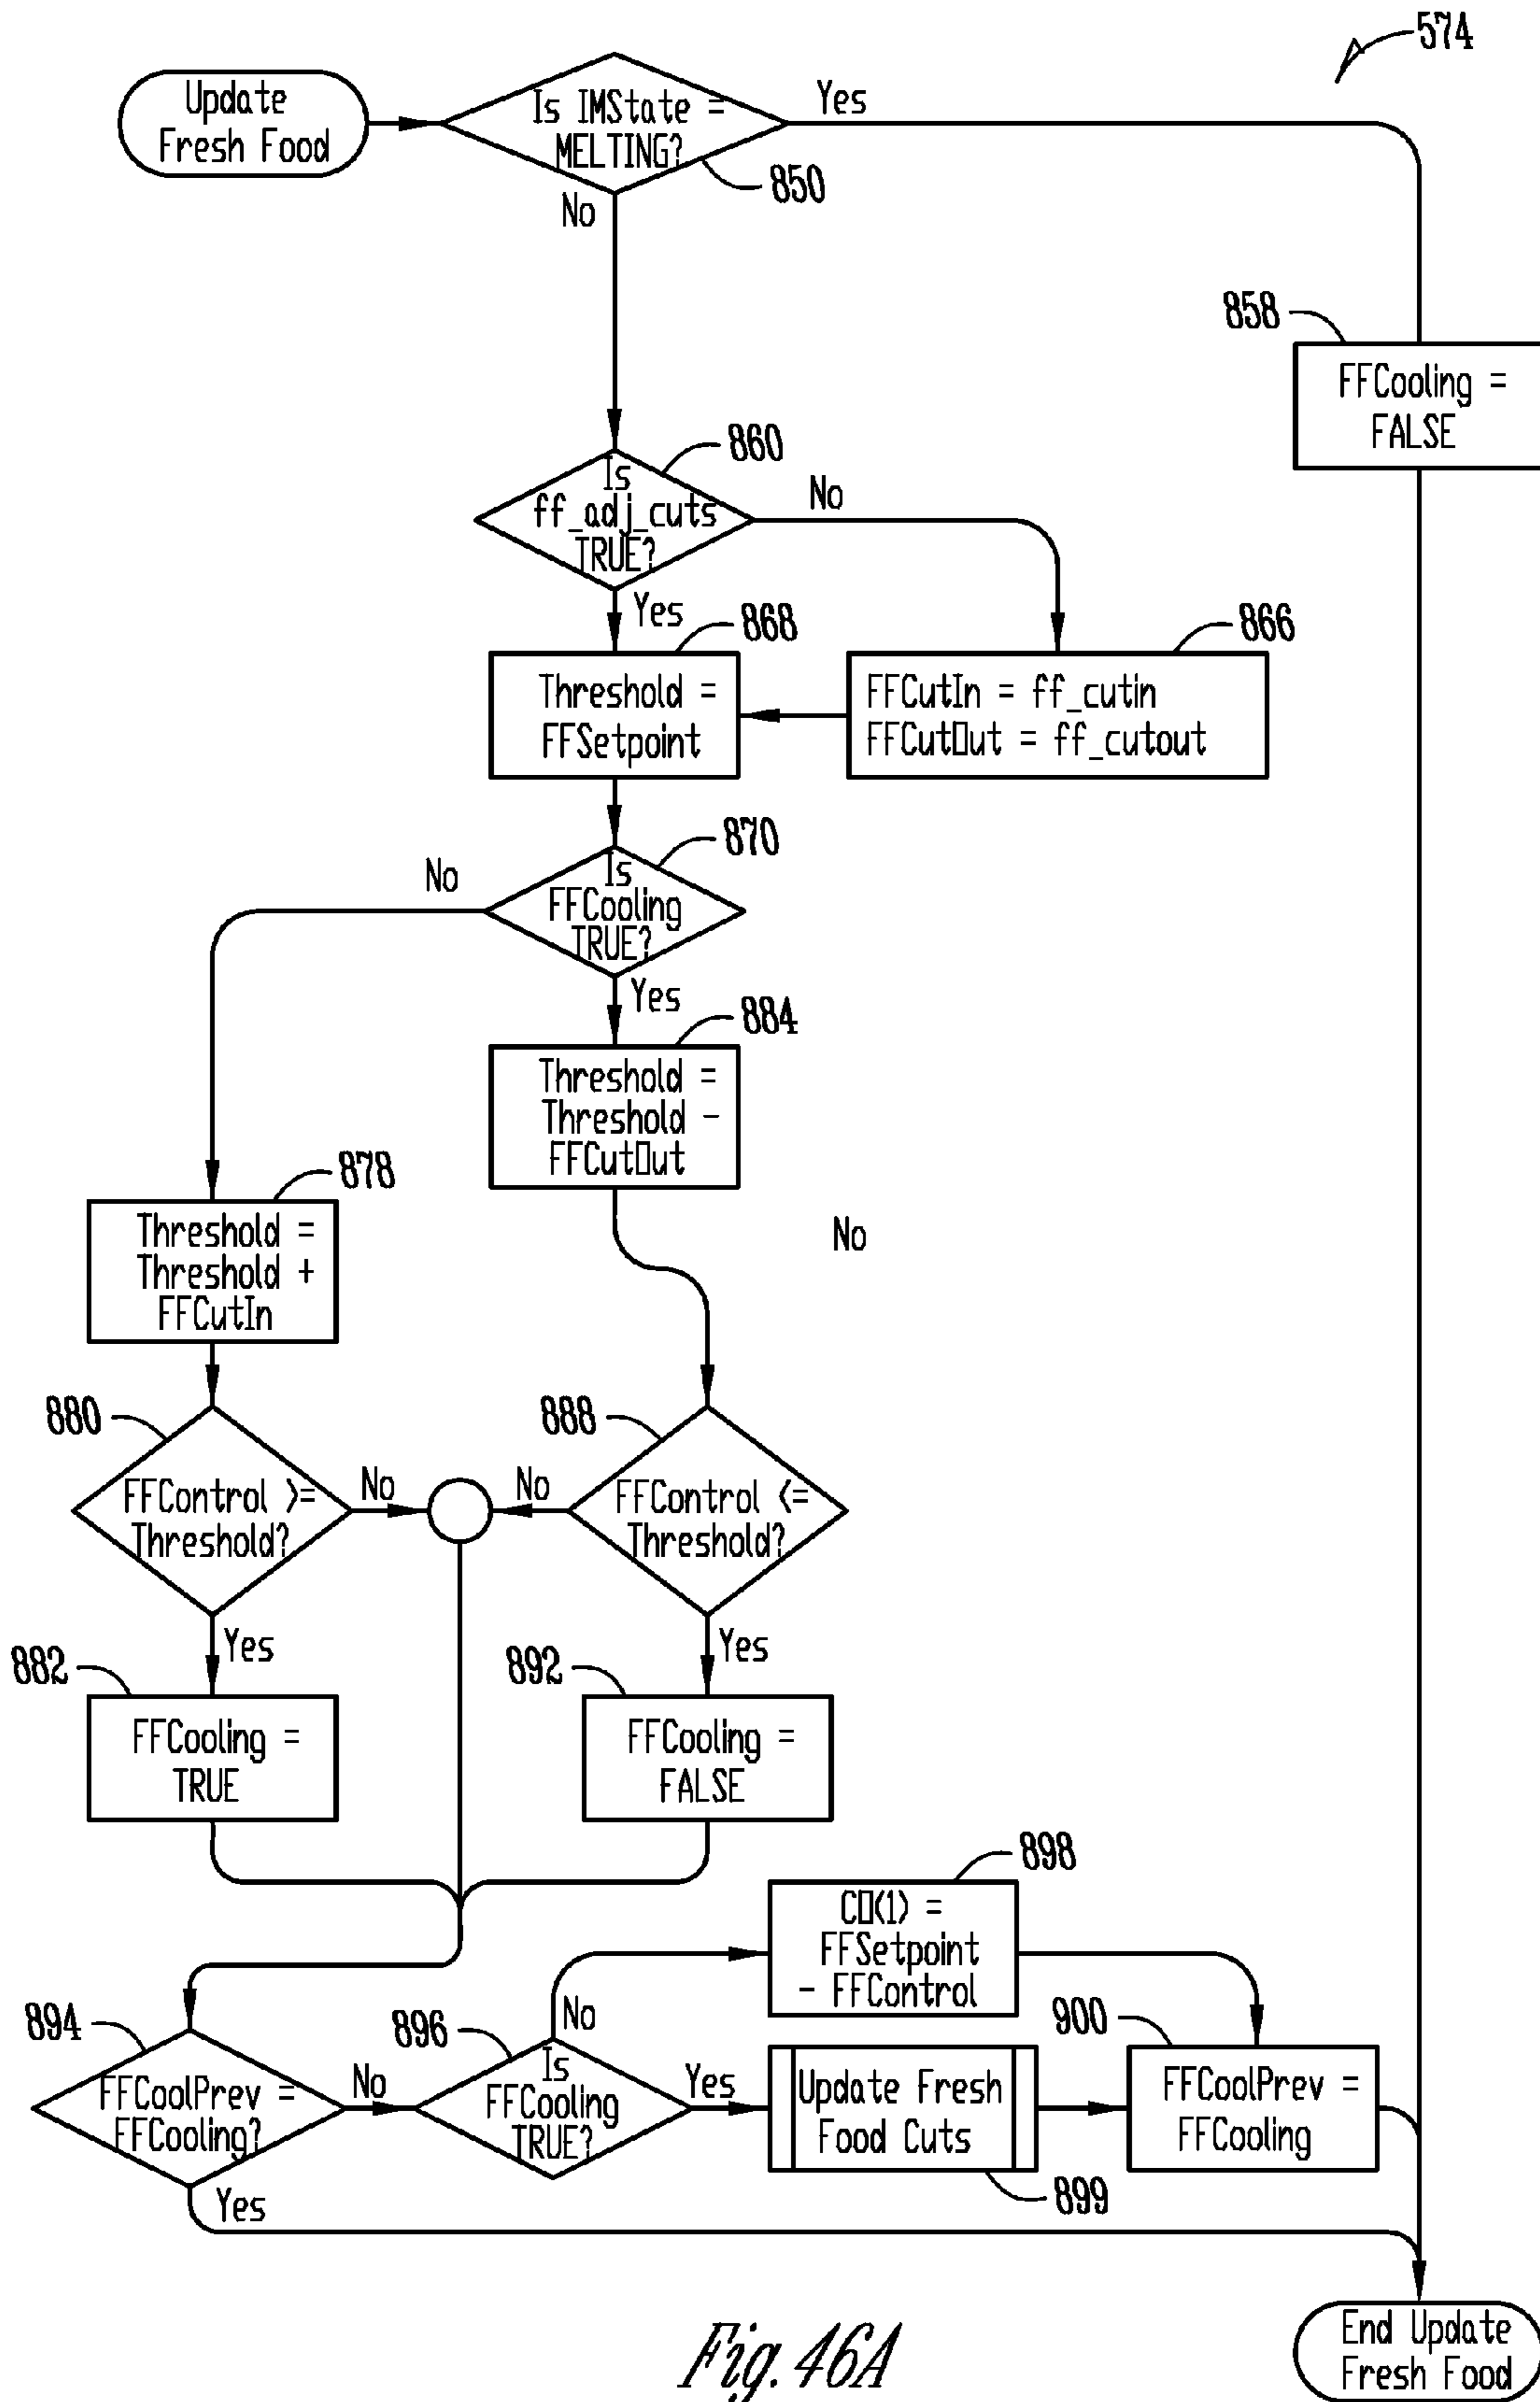 574
Update
Fresh Food
Is IMState =
MELTING?
Yes
850
No
858
FFCooling =
FALSE
860
Is
ff_adj_cuts
TRUE?
No
Yes
868
866
Threshold =
FFSetpoint
FFCutIn = ff_cutin
FFCutOut = ff_cutout
870
No
Is
FFCooling
TRUE?
Yes
884
Threshold =
Threshold -
FFCutOut
878
No
Threshold =
Threshold +
FFCutIn
880
888
FFControl >=
Threshold?
No
No
FFControl <=
Threshold?
Yes
Yes
882
892
FFCooling =
TRUE
FFCooling =
FALSE
898
CO(1) =
FFSetpoint
- FFControl
894
896
No
900
FFCoolPrev =
FFCooling?
No
Is
FFCooling
TRUE?
Yes
Update Fresh
Food Cuts
FFCoolPrev =
FFCooling
899
Yes
End Update
Fresh Food
Fig. 46A